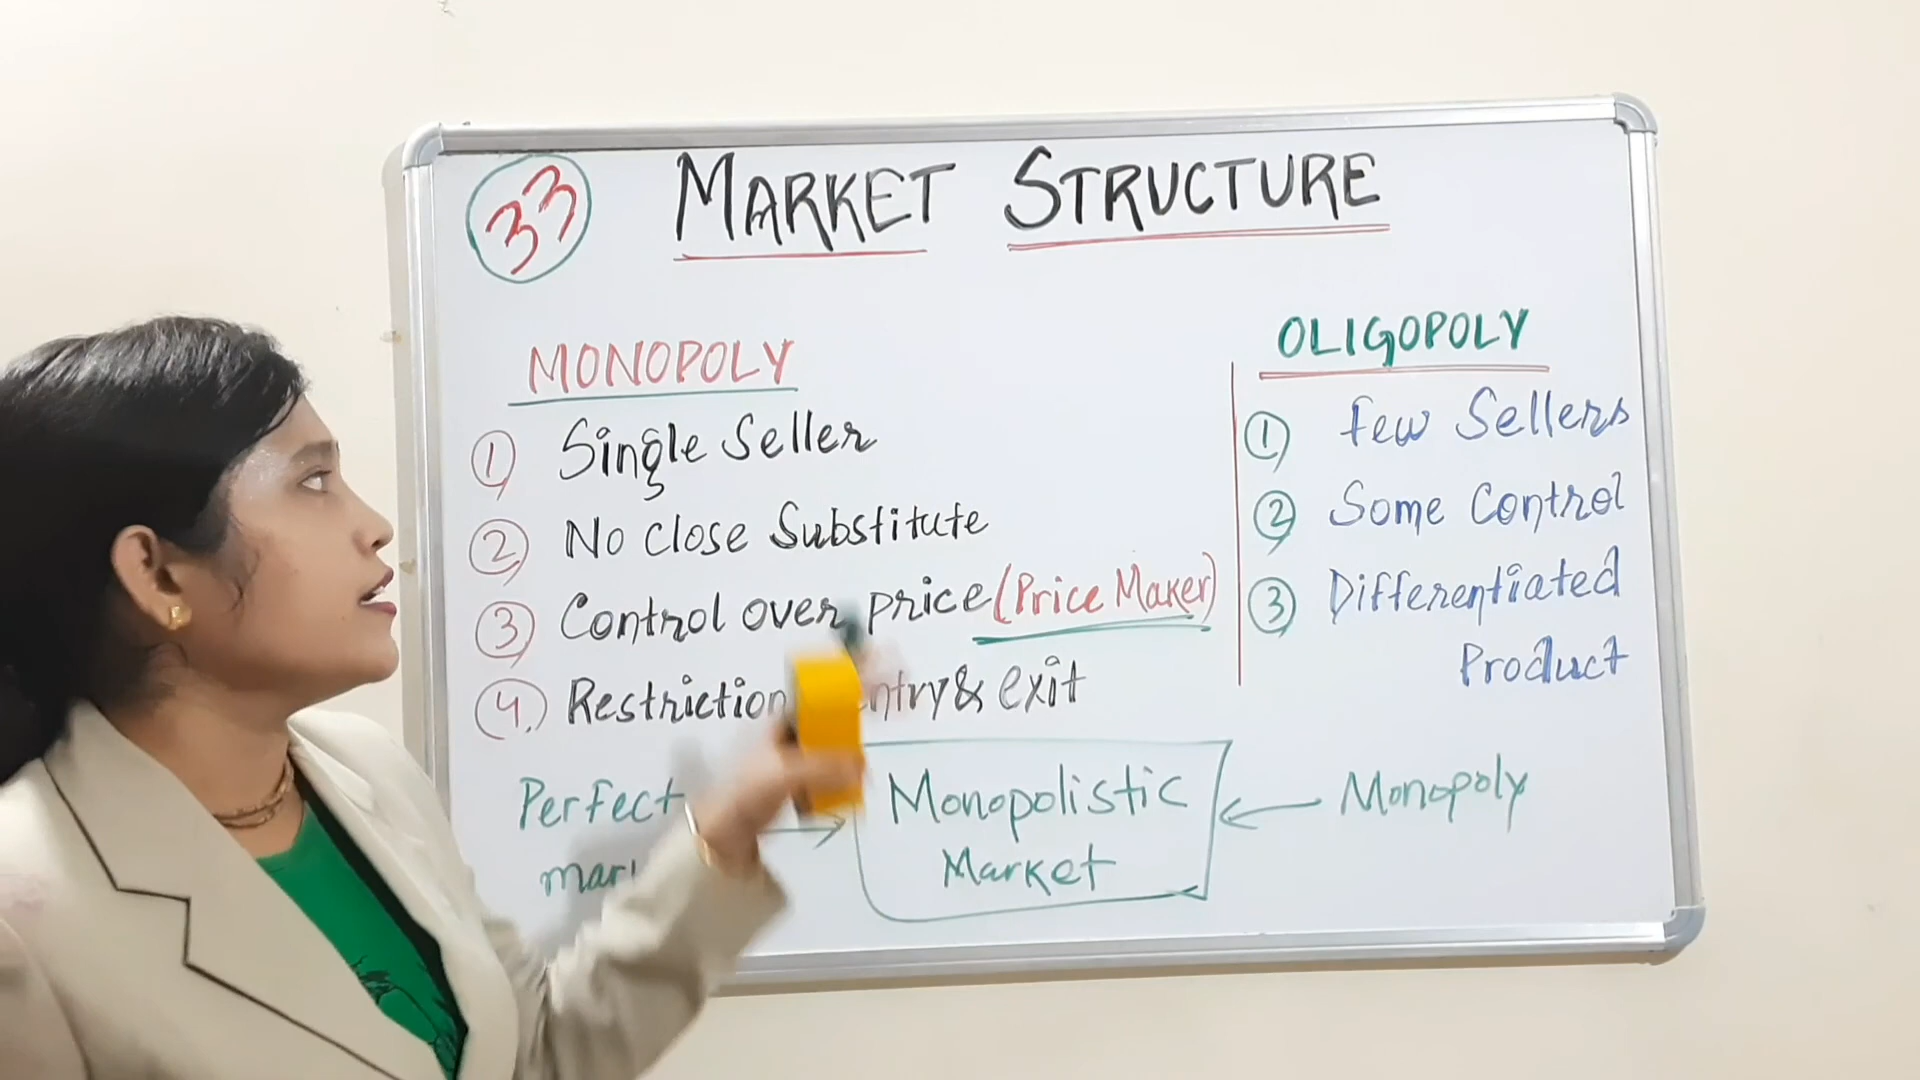 33
MARKET STRUCTURE
MONOPOLY
① Single Seller
② No Close Substitute
③ Control over price (Price Maker)
④. Restriction ntry & exit
OLIGOPOLY
① Few Sellers
② Some Control
③ Differentiated
Product
Perfect
Monopolistic
Market
Monopoly